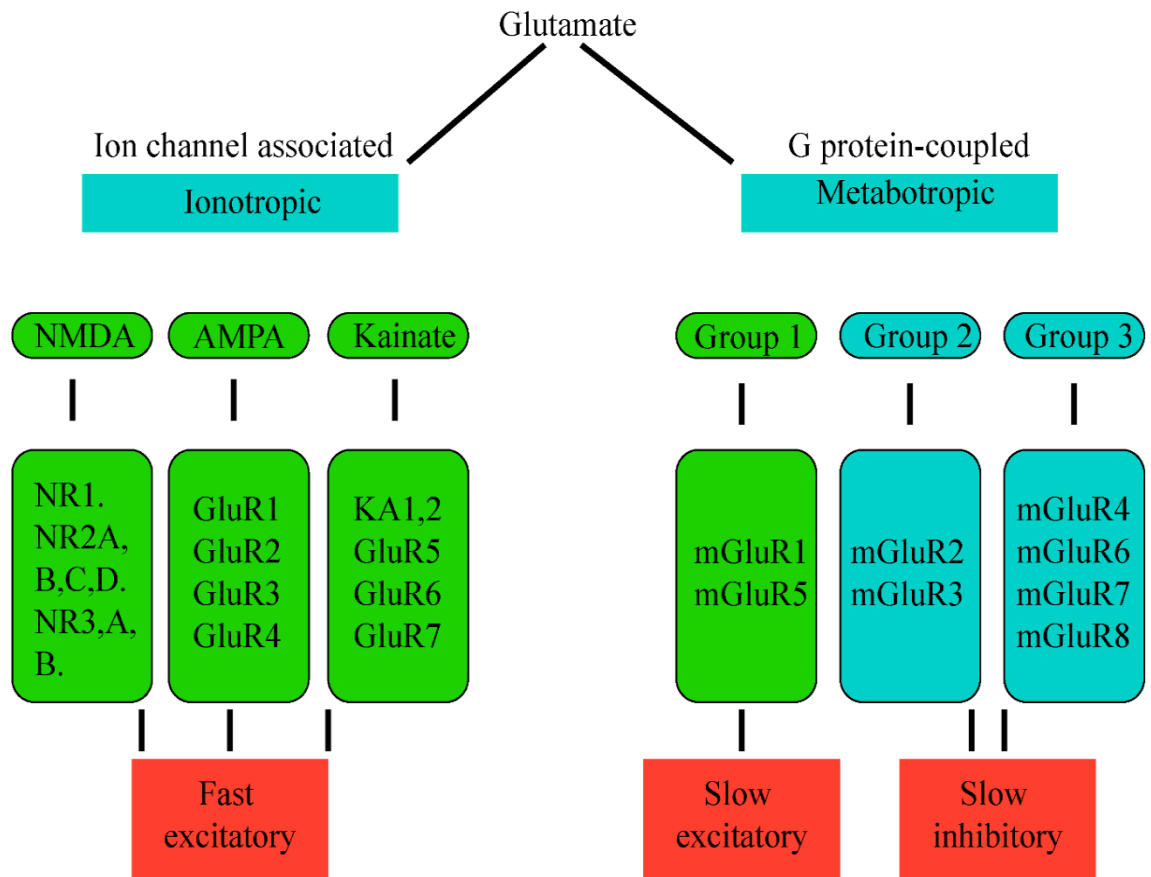 Glutamate
Ion channel associated
Ionotropic
G protein-coupled
Metabotropic
NMDA
AMPA
Kainate
Group 1
Group 2
Group 3
NR1.
NR2A,
B,C,D.
NR3,A,
B.
GluR1
GluR2
GluR3
GluR4
KA1,2
GluR5
GluR6
GluR7
mGluR1
mGluR5
mGluR2
mGluR3
mGluR4
mGluR6
mGluR7
mGluR8
Fast
excitatory
Slow
excitatory
Slow
inhibitory